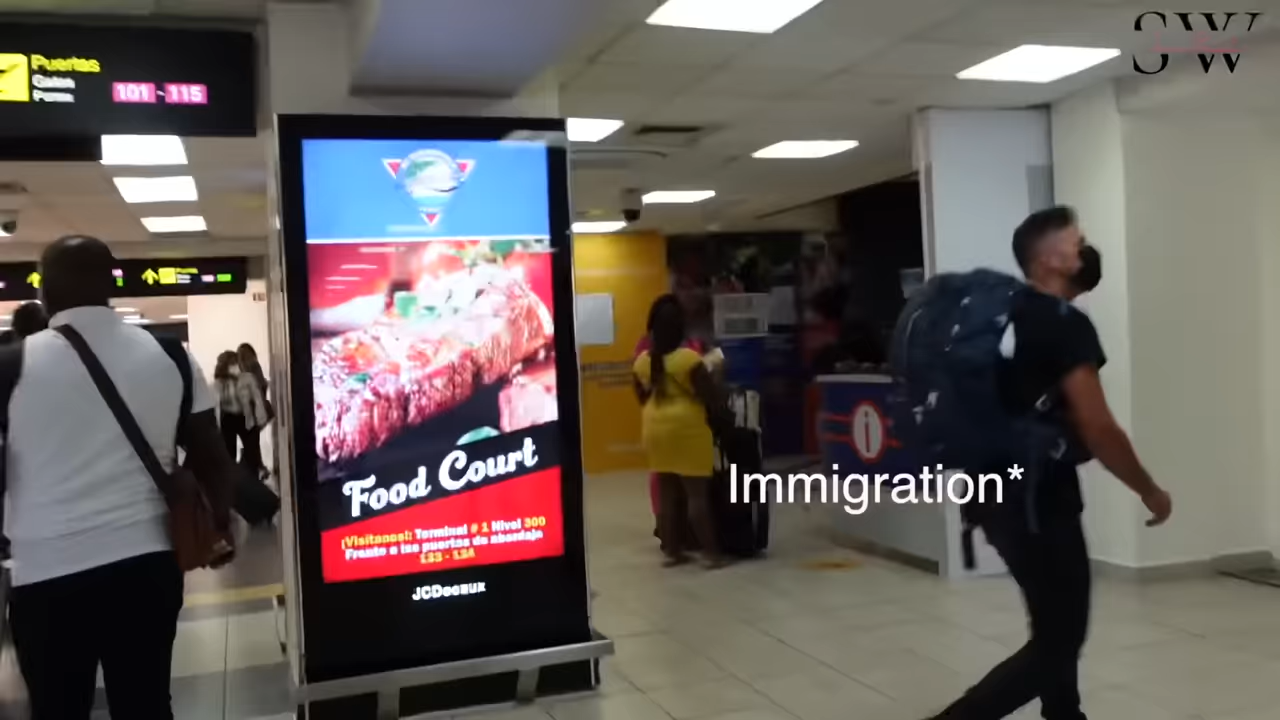 Puertas
Gates
101 - 115
SW
Food Court
¡Visítanos!: Terminal # 1 Nivel 300
Frente a las puertas de abordaje
133 - 134
JCDecaux
i
Immigration*